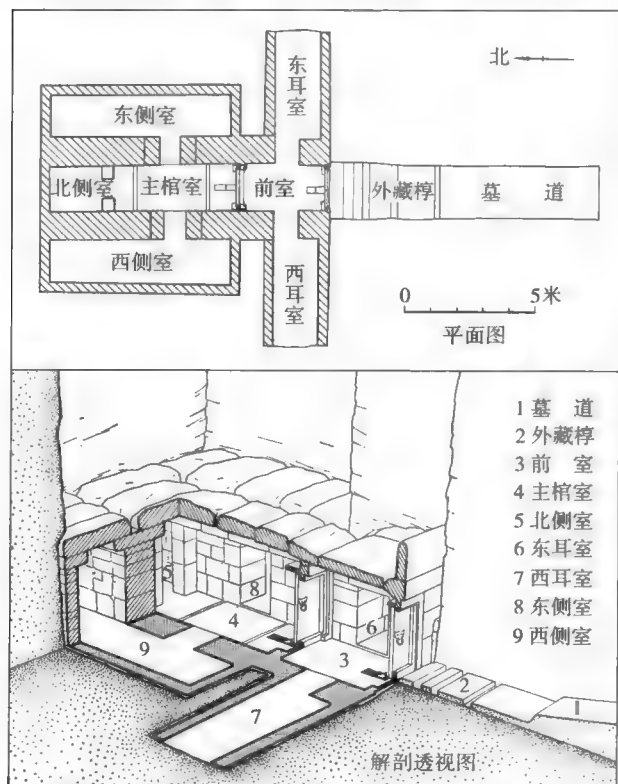 东耳室
北
东侧室
北侧室
主棺室
前室
外藏椁
墓 道
西侧室
西耳室
0 5米
平面图
1 墓 道
2 外藏椁
3 前 室
4 主棺室
5 北侧室
6 东耳室
7 西耳室
8 东侧室
9 西侧室
5
8
4
6
9
3
2
1
7
解剖透视图